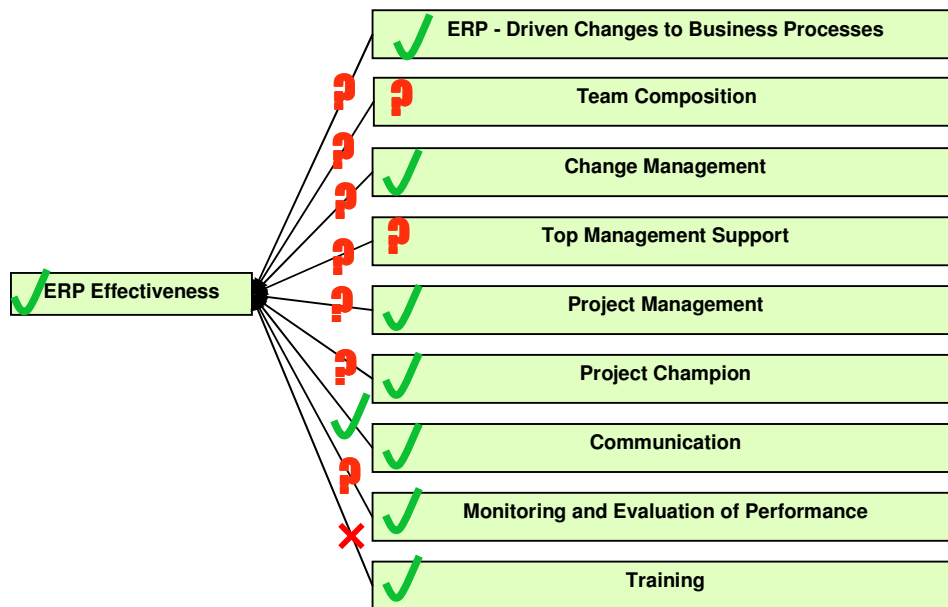 ERP - Driven Changes to Business Processes
Team Composition
Change Management
Top Management Support
ERP Effectiveness
Project Management
Project Champion
Communication
Monitoring and Evaluation of Performance
Training